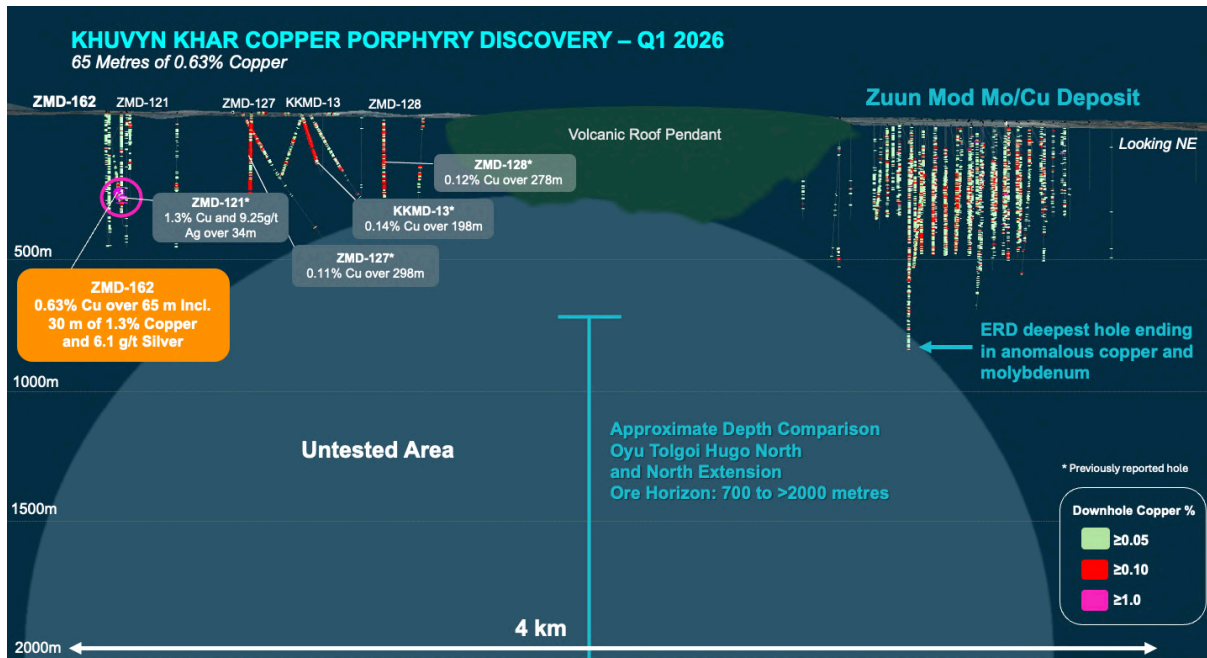 KHUVYN KHAR COPPER PORPHYRY DISCOVERY – Q1 2026
65 Metres of 0.63% Copper
ZMD-162
ZMD-121
ZMD-127
KKMD-13
ZMD-128
Zuun Mod Mo/Cu Deposit
Volcanic Roof Pendant
Looking NE
ZMD-128*
0.12% Cu over 278m
ZMD-121*
1.3% Cu and 9.25g/t
Ag over 34m
KKMD-13*
0.14% Cu over 198m
ZMD-127*
0.11% Cu over 298m
500m
ZMD-162
0.63% Cu over 65 m Incl.
30 m of 1.3% Copper
and 6.1 g/t Silver
ERD deepest hole ending
in anomalous copper and
molybdenum
1000m
Untested Area
Approximate Depth Comparison
Oyu Tolgoi Hugo North
and North Extension
Ore Horizon: 700 to >2000 metres
* Previously reported hole
Downhole Copper %
≥0.05
≥0.10
≥1.0
1500m
4 km
2000m